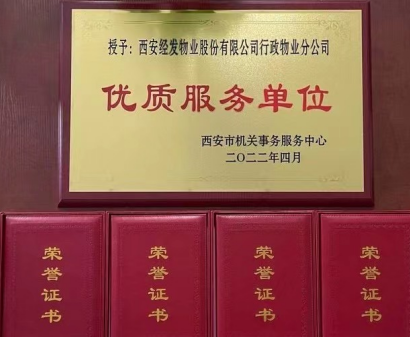 授予：西安经发物业股份有限公司行政物业分公司
优质服务单位
西安市机关事务服务中心
二〇二二年四月
荣誉证书
荣誉证书
荣誉证书
荣誉证书